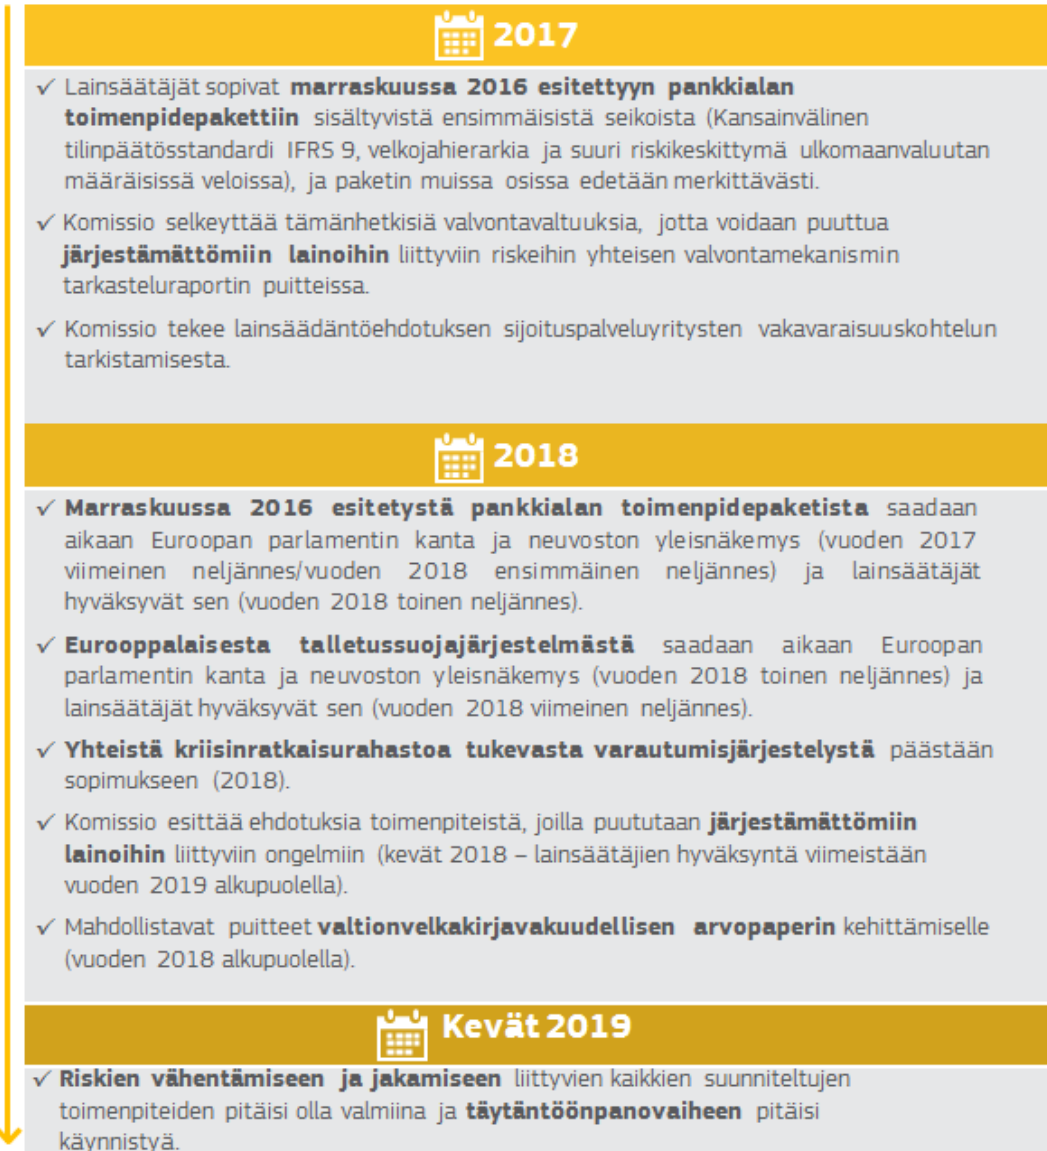 2017
✓ Lainsäätäjät sopivat marraskuussa 2016 esitettyyn pankkialan
toimenpidepakettiin sisältyvistä ensimmäisistä seikoista (Kansainvälinen
tilinpäätösstandardi IFRS 9, velkojahierarkia ja suuri riskikeskittymä ulkomaanvaluutan
määräisissä veloissa), ja paketin muissa osissa edetään merkittävästi.
✓ Komissio selkeyttää tämänhetkisiä valvontavaltuuksia, jotta voidaan puuttua
järjestämättömiin lainoihin liittyviin riskeihin yhteisen valvontamekanismin
tarkasteluraportin puitteissa.
✓ Komissio tekee lainsäädäntöehdotuksen sijoituspalveluyritysten vakavaraisuuskohtelun
tarkistamisesta.
2018
✓ Marraskuussa 2016 esitetystä pankkialan toimenpidepaketista saadaan
aikaan Euroopan parlamentin kanta ja neuvoston yleisnäkemys (vuoden 2017
viimeinen neljännes/vuoden 2018 ensimmäinen neljännes) ja lainsäätäjät
hyväksyvät sen (vuoden 2018 toinen neljännes).
✓ Eurooppalaisesta talletussuojajärjestelmästä saadaan aikaan Euroopan
parlamentin kanta ja neuvoston yleisnäkemys (vuoden 2018 toinen neljännes) ja
lainsäätäjät hyväksyvät sen (vuoden 2018 viimeinen neljännes).
✓ Yhteistä kriisinratkaisurahastoa tukevasta varautumisjärjestelystä päästään
sopimukseen (2018).
✓ Komissio esittää ehdotuksia toimenpiteistä, joilla puututaan järjestämättömiin
lainoihin liittyviin ongelmiin (kevät 2018 – lainsäätäjien hyväksyntä viimeistään
vuoden 2019 alkupuolella).
✓ Mahdollistavat puitteet valtionvelkakirjavakuudellisen arvopaperin kehittämiselle
(vuoden 2018 alkupuolella).
Kevät 2019
✓ Riskien vähentämiseen ja jakamiseen liittyvien kaikkien suunniteltujen
toimenpiteiden pitäisi olla valmiina ja täytäntöönpanovaiheen pitäisi
käynnistyä.